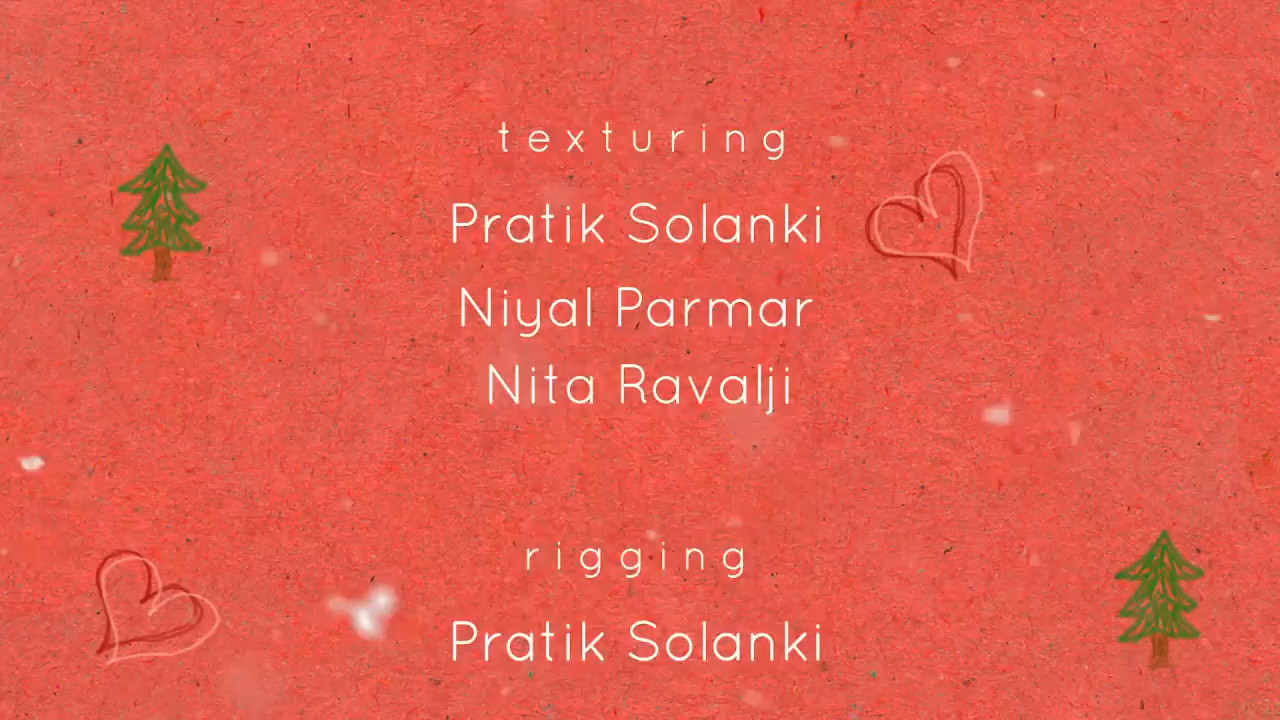 texturing
Pratik Solanki
Niyal Parmar
Nita Ravalji
rigging
Pratik Solanki